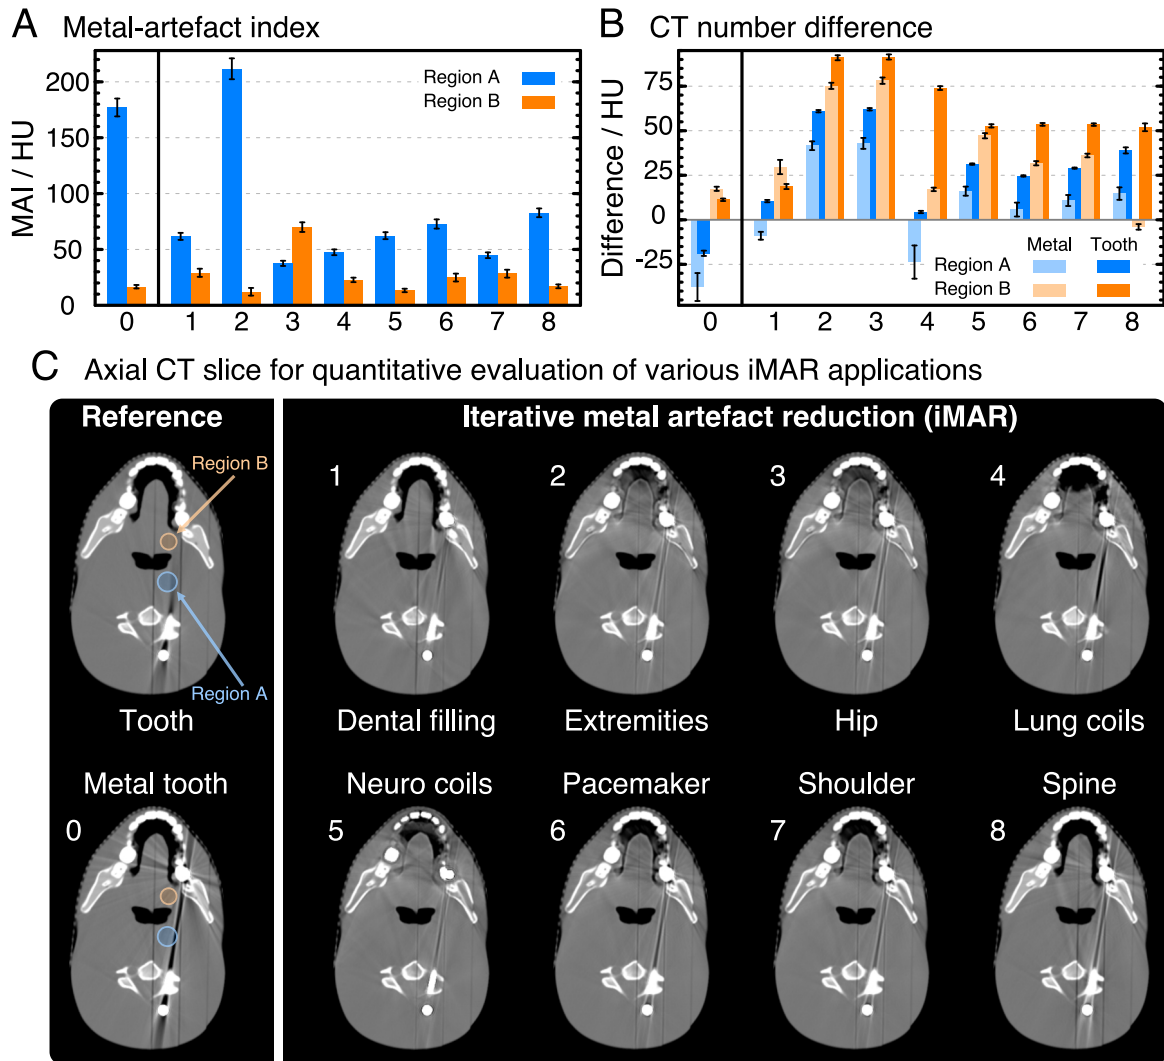 A Metal-artefact index
MAI / HU
200
150
100
50
0
Region A
Region B
0 1 2 3 4 5 6 7 8
B CT number difference
Difference / HU
75
50
25
0
-25
Metal Tooth
Region A
Region B
0 1 2 3 4 5 6 7 8
C Axial CT slice for quantitative evaluation of various iMAR applications
Reference
Iterative metal artefact reduction (iMAR)
Region B
Region A
1 2 3 4
Tooth
Dental filling Extremities Hip Lung coils
Metal tooth
Neuro coils Pacemaker Shoulder Spine
0 5 6 7 8